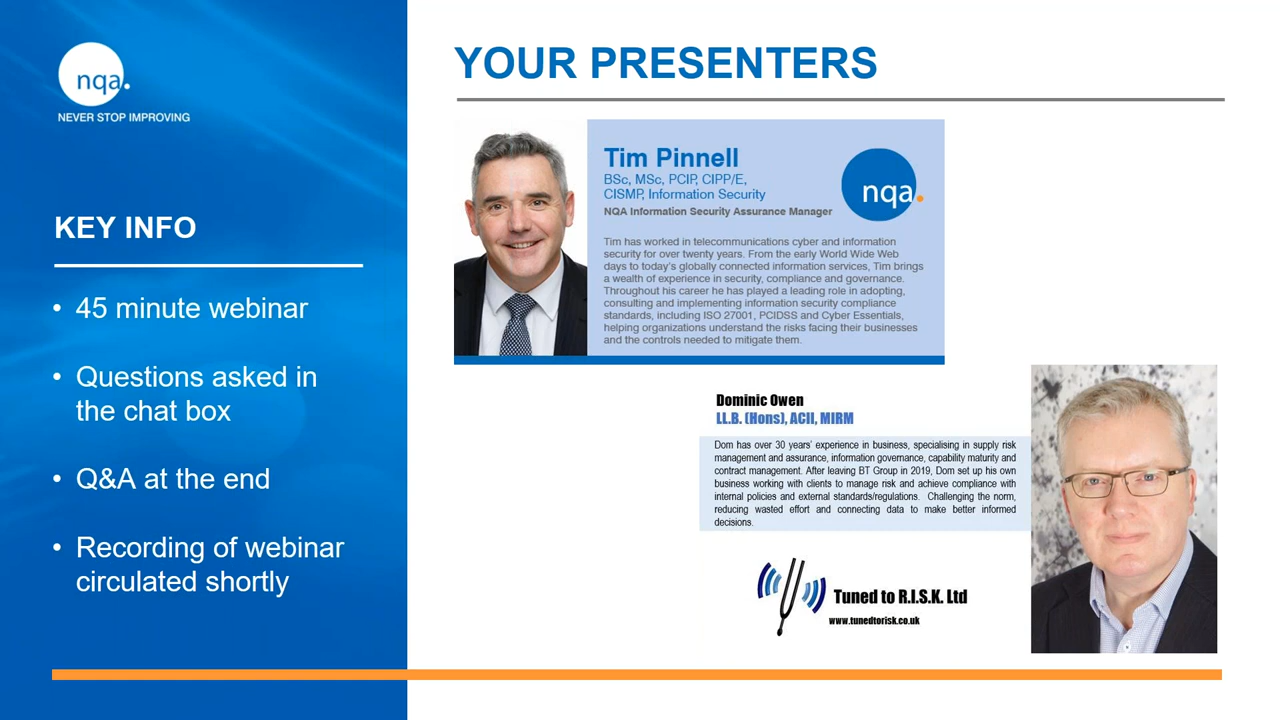 nqa.
NEVER STOP IMPROVING
KEY INFO
• 45 minute webinar
• Questions asked in
the chat box
• Q&A at the end
• Recording of webinar
circulated shortly
YOUR PRESENTERS
Tim Pinnell
BSc, MSc, PCIP, CIPP/E,
CISMP, Information Security
NQA Information Security Assurance Manager
nqa.
Tim has worked in telecommunications cyber and information
security for over twenty years. From the early World Wide Web
days to today's globally connected information services, Tim brings
a wealth of experience in security, compliance and governance.
Throughout his career he has played a leading role in adopting,
consulting and implementing information security compliance
standards, including ISO 27001, PCIDSS and Cyber Essentials,
helping organizations understand the risks facing their businesses
and the controls needed to mitigate them.
Dominic Owen
LL.B. (Hons), ACII, MIRM
Dom has over 30 years' experience in business, specialising in supply risk
management and assurance, information governance, capability maturity and
contract management. After leaving BT Group in 2019, Dom set up his own
business working with clients to manage risk and achieve compliance with
internal policies and external standards/regulations. Challenging the norm,
reducing wasted effort and connecting data to make better informed
decisions.
Tuned to R.I.S.K. Ltd
www.tunedtorisk.co.uk